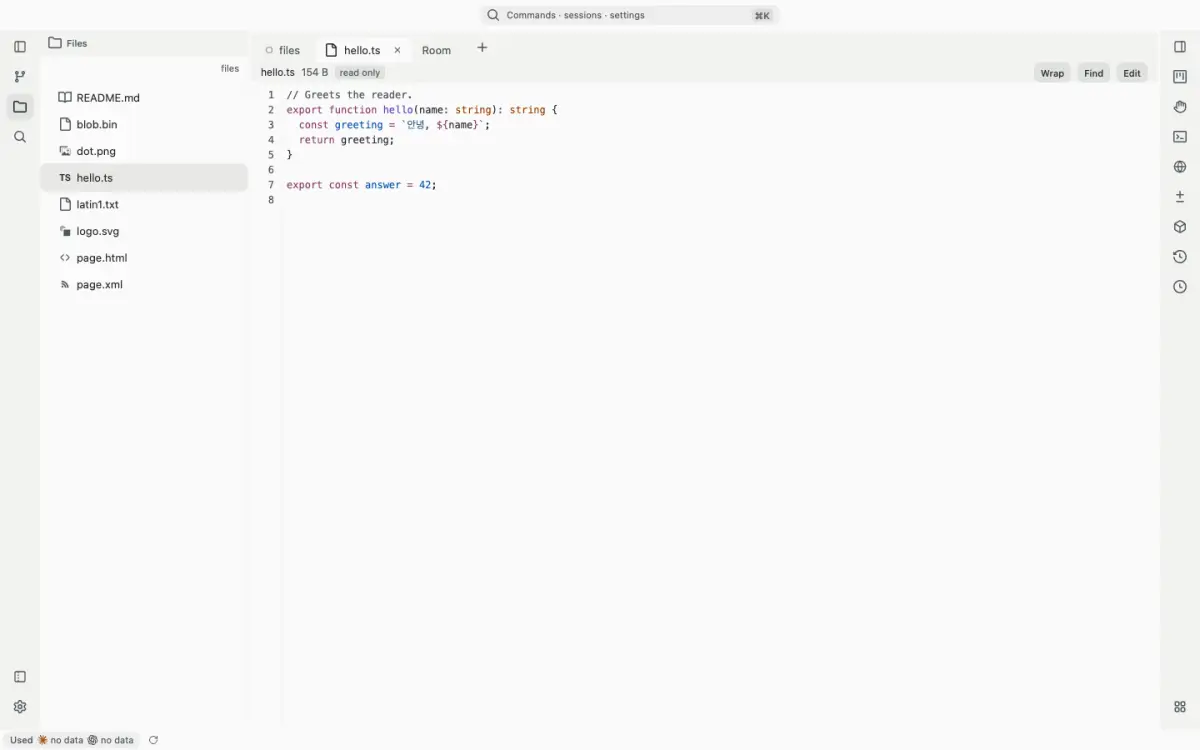 Commands · sessions · settings ⌘K
Files
files
README.md
blob.bin
dot.png
TS hello.ts
latin1.txt
logo.svg
page.html
page.xml
files hello.ts × Room +
hello.ts 154 B read only Wrap Find Edit
1 // Greets the reader.
2 export function hello(name: string): string {
3   const greeting = `안녕, ${name}`;
4   return greeting;
5 }
6
7 export const answer = 42;
8
Used no data no data